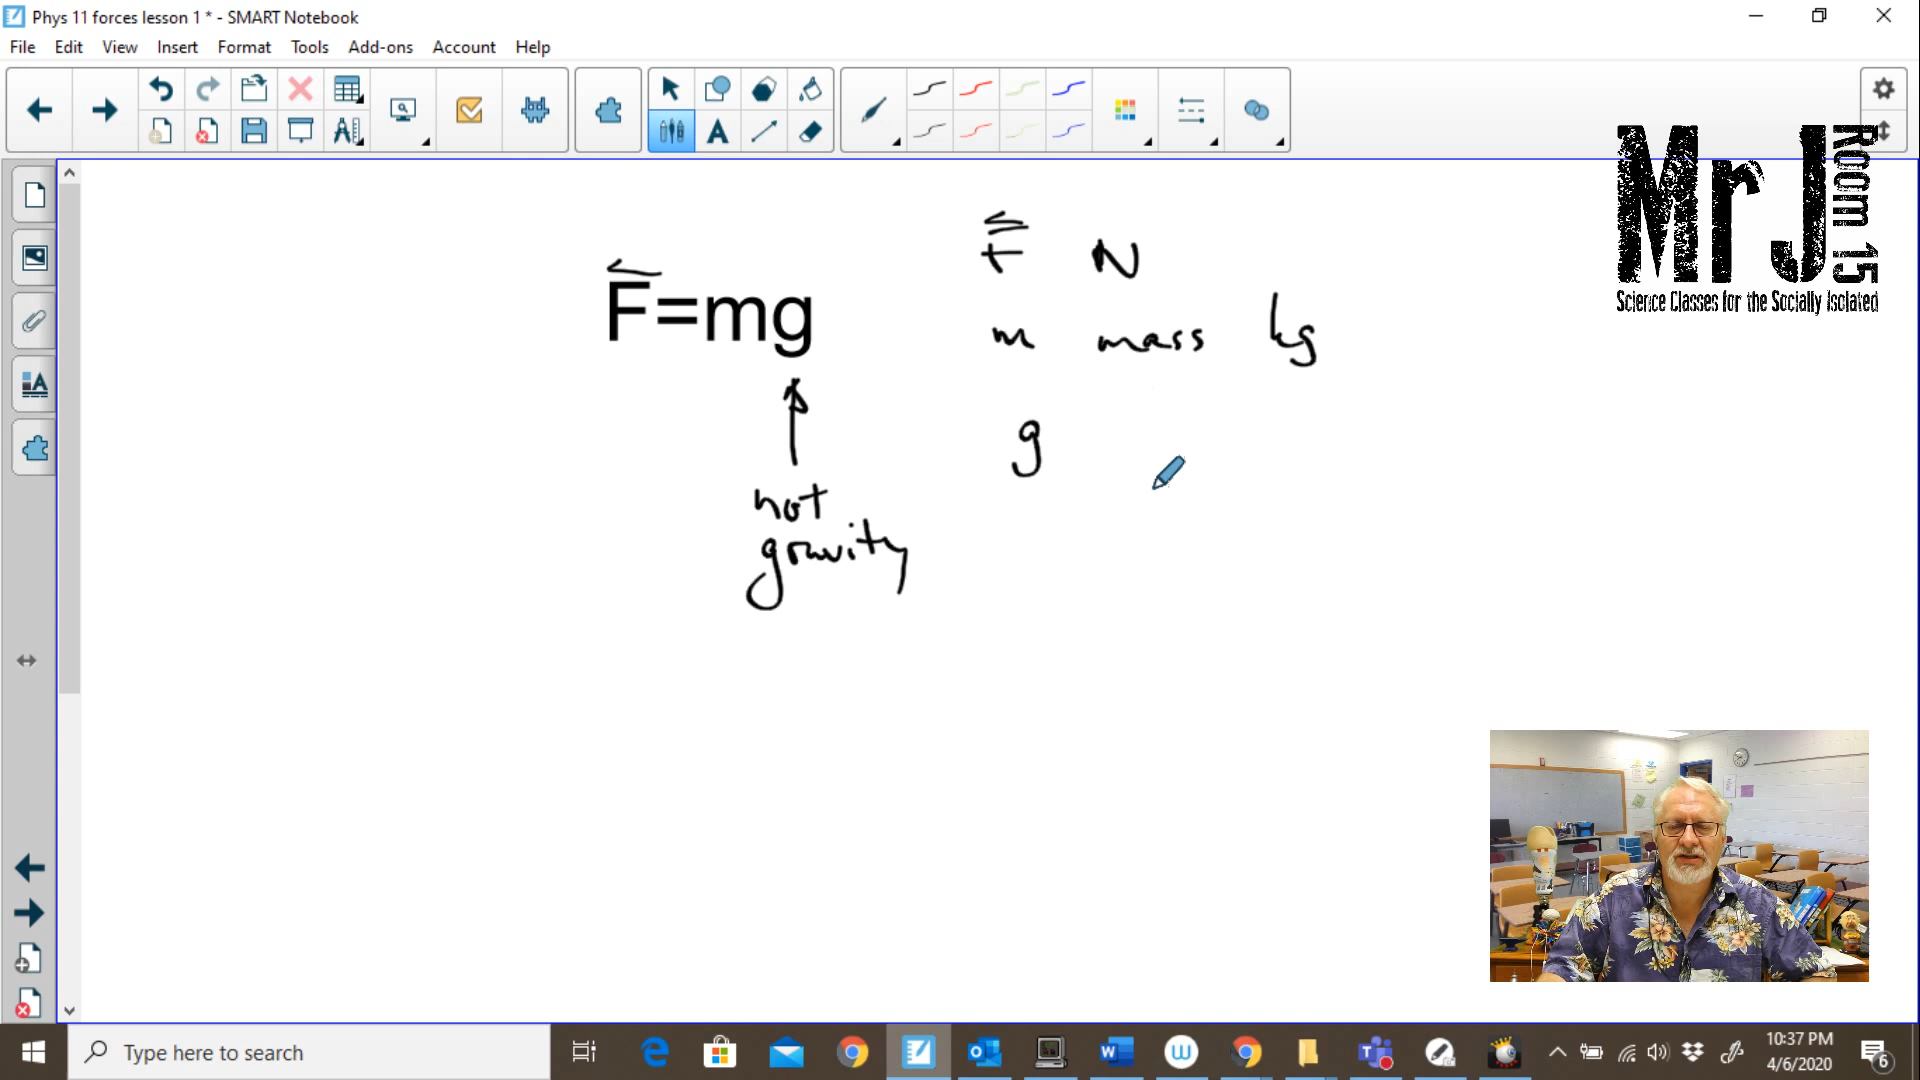 Phys 11 forces lesson 1 * - SMART Notebook
File Edit View Insert Format Tools Add-ons Account Help
MrJ
Room 15
Science Classes for the Socially Isolated
F N
F=mg
m mass kg
g
not
gravity
Type here to search
10:37 PM
4/6/2020
6